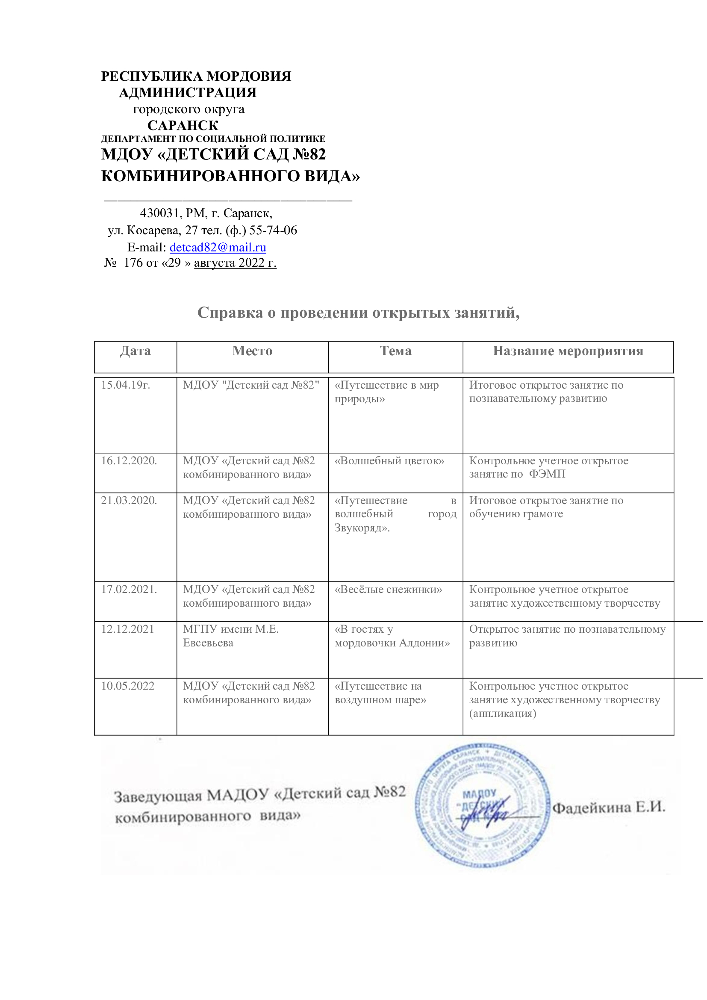 РЕСПУБЛИКА МОРДОВИЯ
АДМИНИСТРАЦИЯ
городского округа
САРАНСК
ДЕПАРТАМЕНТ ПО СОЦИАЛЬНОЙ ПОЛИТИКЕ
МДОУ «ДЕТСКИЙ САД №82
КОМБИНИРОВАННОГО ВИДА»
430031, РМ, г. Саранск,
ул. Косарева, 27 тел. (ф.) 55-74-06
E-mail: detcad82@mail.ru
№ 176 от «29 » августа 2022 г.
Справка о проведении открытых занятий,
Дата Место Тема Название мероприятия
15.04.19г. МДОУ "Детский сад №82" «Путешествие в мир Итоговое открытое занятие по
природы» познавательному развитию
16.12.2020. МДОУ «Детский сад №82 «Волшебный цветок» Контрольное учетное открытое
комбинированного вида» занятие по ФЭМП
21.03.2020. МДОУ «Детский сад №82 «Путешествие в Итоговое открытое занятие по
комбинированного вида» волшебный город обучению грамоте
Звукоряд».
17.02.2021. МДОУ «Детский сад №82 «Весёлые снежинки» Контрольное учетное открытое
комбинированного вида» занятие художественному творчеству
12.12.2021 МГПУ имени М.Е. «В гостях у Открытое занятие по познавательному
Евсевьева мордовочки Алдонии» развитию
10.05.2022 МДОУ «Детский сад №82 «Путешествие на Контрольное учетное открытое
комбинированного вида» воздушном шаре» занятие художественному творчеству
(аппликация)
Заведующая МАДОУ «Детский сад №82
комбинированного вида»
МАДОУ
"ДЕТСКИЙ
САД
Фадейкина Е.И.